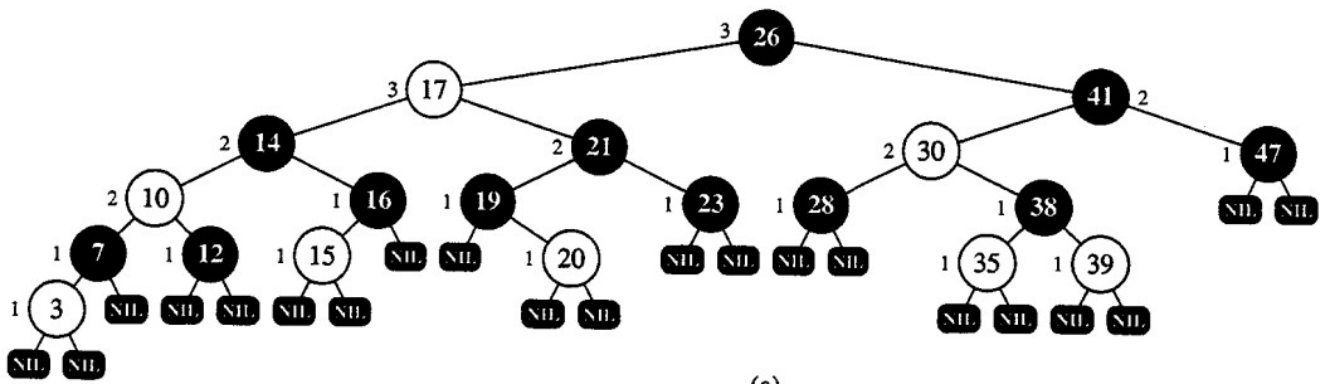 3 26
3 17
41 2
2 14
2 21
2 30
1 47
2 10
1 16
1 19
1 23
1 28
1 38
NIL NIL
1 7
1 12
1 15
NIL
NIL
1 20
NIL NIL
NIL NIL
1 35
1 39
1 3
NIL
NIL NIL
NIL NIL
NIL NIL
NIL NIL
NIL NIL
NIL NIL